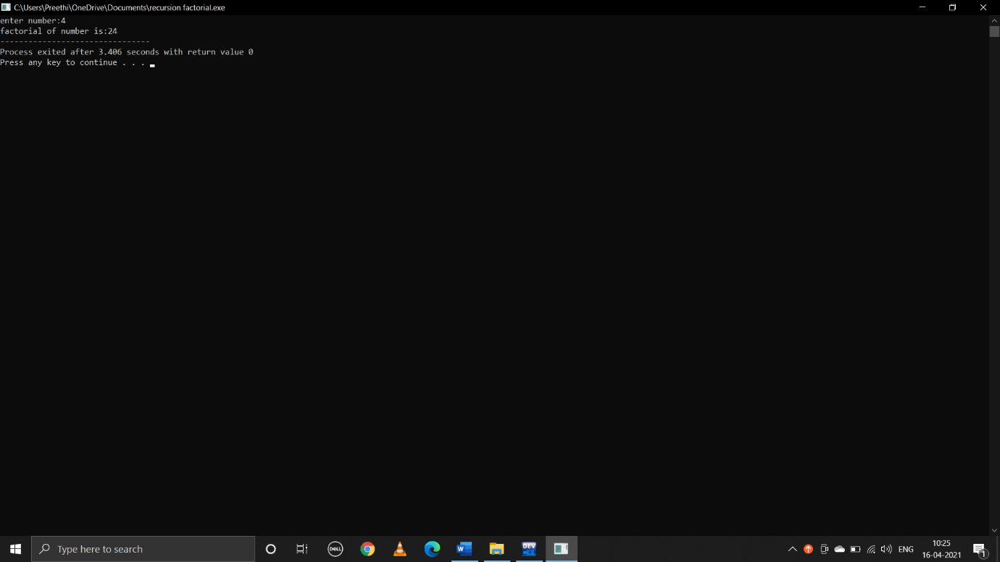 C:\Users\Preethi\OneDrive\Documents\recursion factorial.exe
enter number:4
factorial of number is:24
--------------------------------
Process exited after 3.406 seconds with return value 0
Press any key to continue . . .
Type here to search
DELL
W
DEV
C++
ENG
10:25
16-04-2021
1